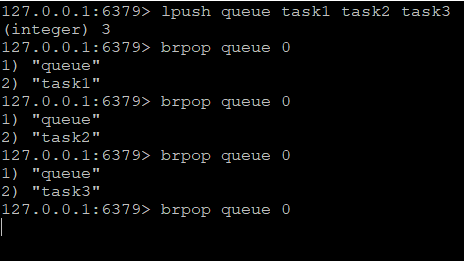 127.0.0.1:6379> lpush queue task1 task2 task3
(integer) 3
127.0.0.1:6379> brpop queue 0
1) "queue"
2) "task1"
127.0.0.1:6379> brpop queue 0
1) "queue"
2) "task2"
127.0.0.1:6379> brpop queue 0
1) "queue"
2) "task3"
127.0.0.1:6379> brpop queue 0